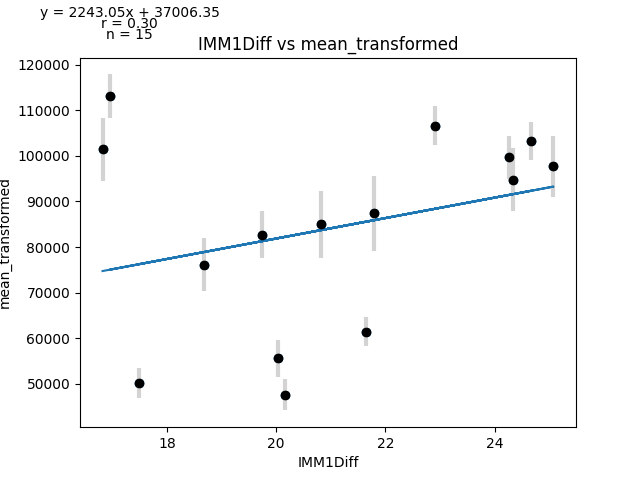 y = 2243.05x + 37006.35
r = 0.30
n = 15
IMM1Diff vs mean_transformed
120000
110000
100000
90000
80000
70000
60000
50000
mean_transformed
18
20
22
24
IMM1Diff